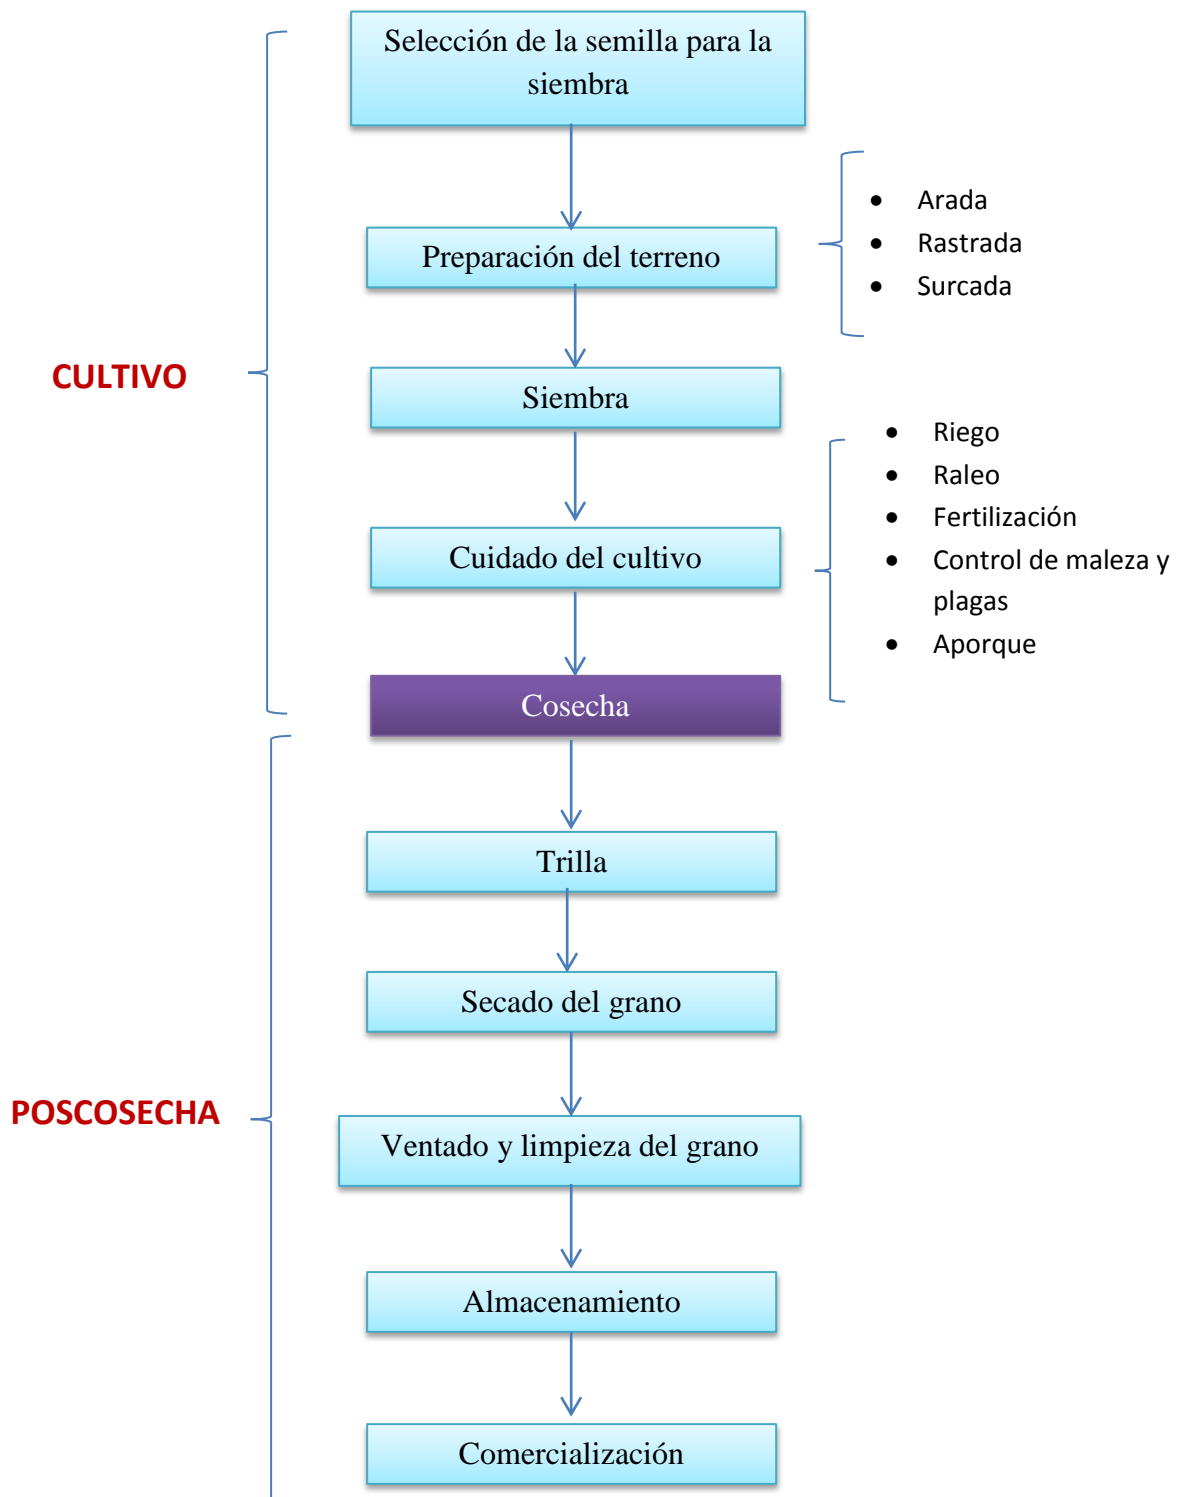 Selección de la semilla para la
siembra
Arada
Preparación del terreno
Rastrada
Surcada
CULTIVO
Siembra
Riego
Raleo
Fertilización
Cuidado del cultivo
Control de maleza y
plagas
Aporque
Cosecha
Trilla
Secado del grano
POSCOSECHA
Ventado y limpieza del grano
Almacenamiento
Comercialización